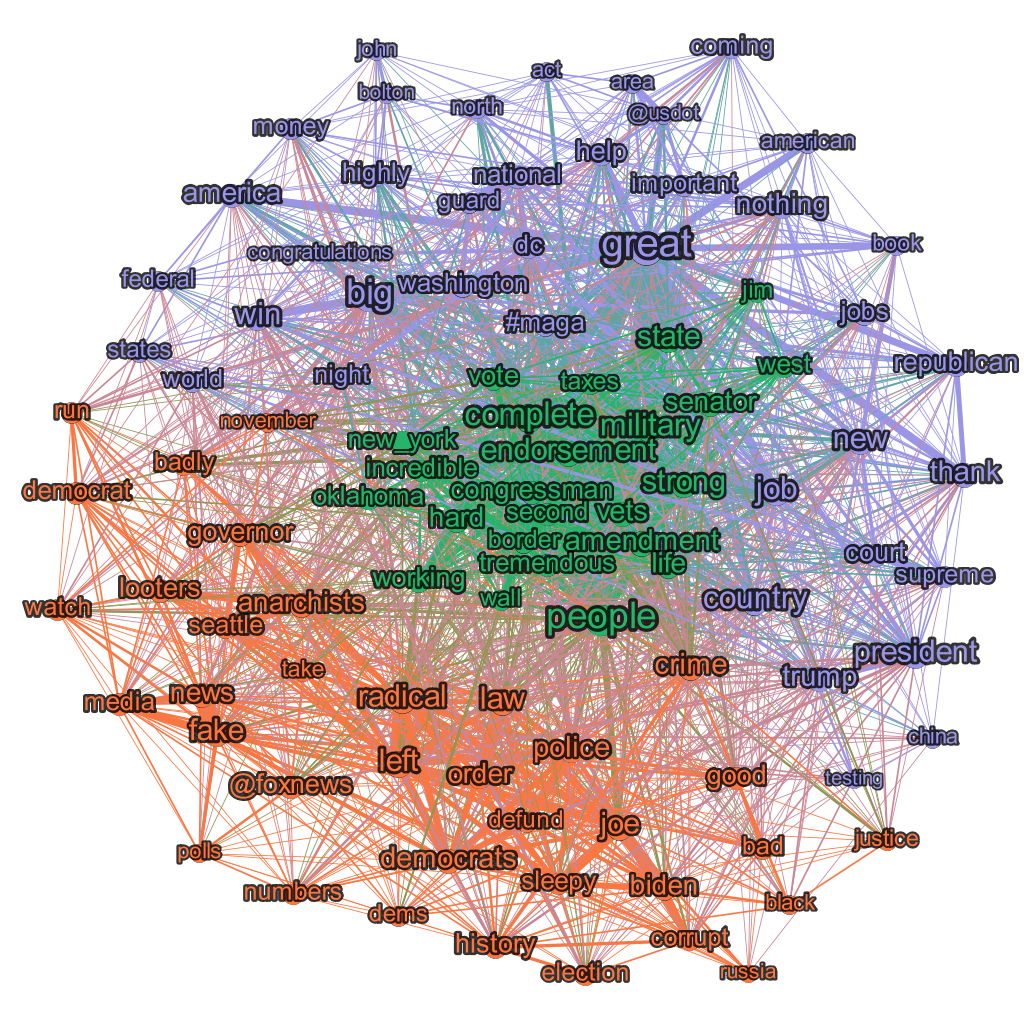 john
coming
act
area
bolton
north
@usdot
money
american
help
highly
national
important
america
guard
nothing
great
dc
book
congratulations
federal
washington
big
jim
win
#maga
jobs
state
states
republican
west
world
night
vote
taxes
run
november
complete
military
senator
new_york
endorsement
new
badly
incredible
thank
democrat
oklahoma
congressman
strong
job
hard
second
vets
governor
border
amendment
court
tremendous
life
supreme
working
looters
wall
anarchists
country
watch
seattle
people
president
take
crime
trump
media
news
radical
law
fake
china
police
left
order
good
testing
@foxnews
defund
joe
bad
justice
polls
democrats
sleepy
biden
numbers
black
dems
history
corrupt
election
russia